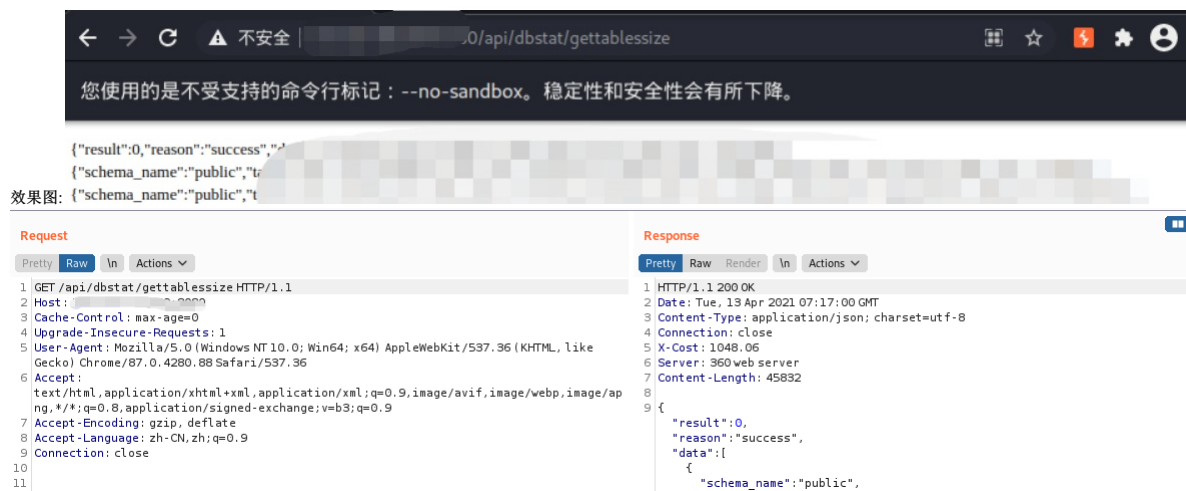 不安全 0/api/dbstat/gettablessize
您使用的是不受支持的命令行标记：--no-sandbox。稳定性和安全性会有所下降。
{"result":0,"reason":"success","
{"schema_name":"public","t
效果图: {"schema_name":"public","t
Request
Pretty Raw \n Actions
1 GET /api/dbstat/gettablessize HTTP/1.1
2 Host:
3 Cache-Control: max-age=0
4 Upgrade-Insecure-Requests: 1
5 User-Agent: Mozilla/5.0 (Windows NT 10.0; Win64; x64) AppleWebKit/537.36 (KHTML, like
Gecko) Chrome/87.0.4280.88 Safari/537.36
6 Accept:
text/html,application/xhtml+xml,application/xml;q=0.9,image/avif,image/webp,image/ap
ng,*/*;q=0.8,application/signed-exchange;v=b3;q=0.9
7 Accept-Encoding: gzip, deflate
8 Accept-Language: zh-CN,zh;q=0.9
9 Connection: close
10
11
Response
Pretty Raw Render \n Actions
1 HTTP/1.1 200 OK
2 Date: Tue, 13 Apr 2021 07:17:00 GMT
3 Content-Type: application/json; charset=utf-8
4 Connection: close
5 X-Cost: 1048.06
6 Server: 360 web server
7 Content-Length: 45832
8
9 {
"result":0,
"reason":"success",
"data":[
{
"schema_name":"public",